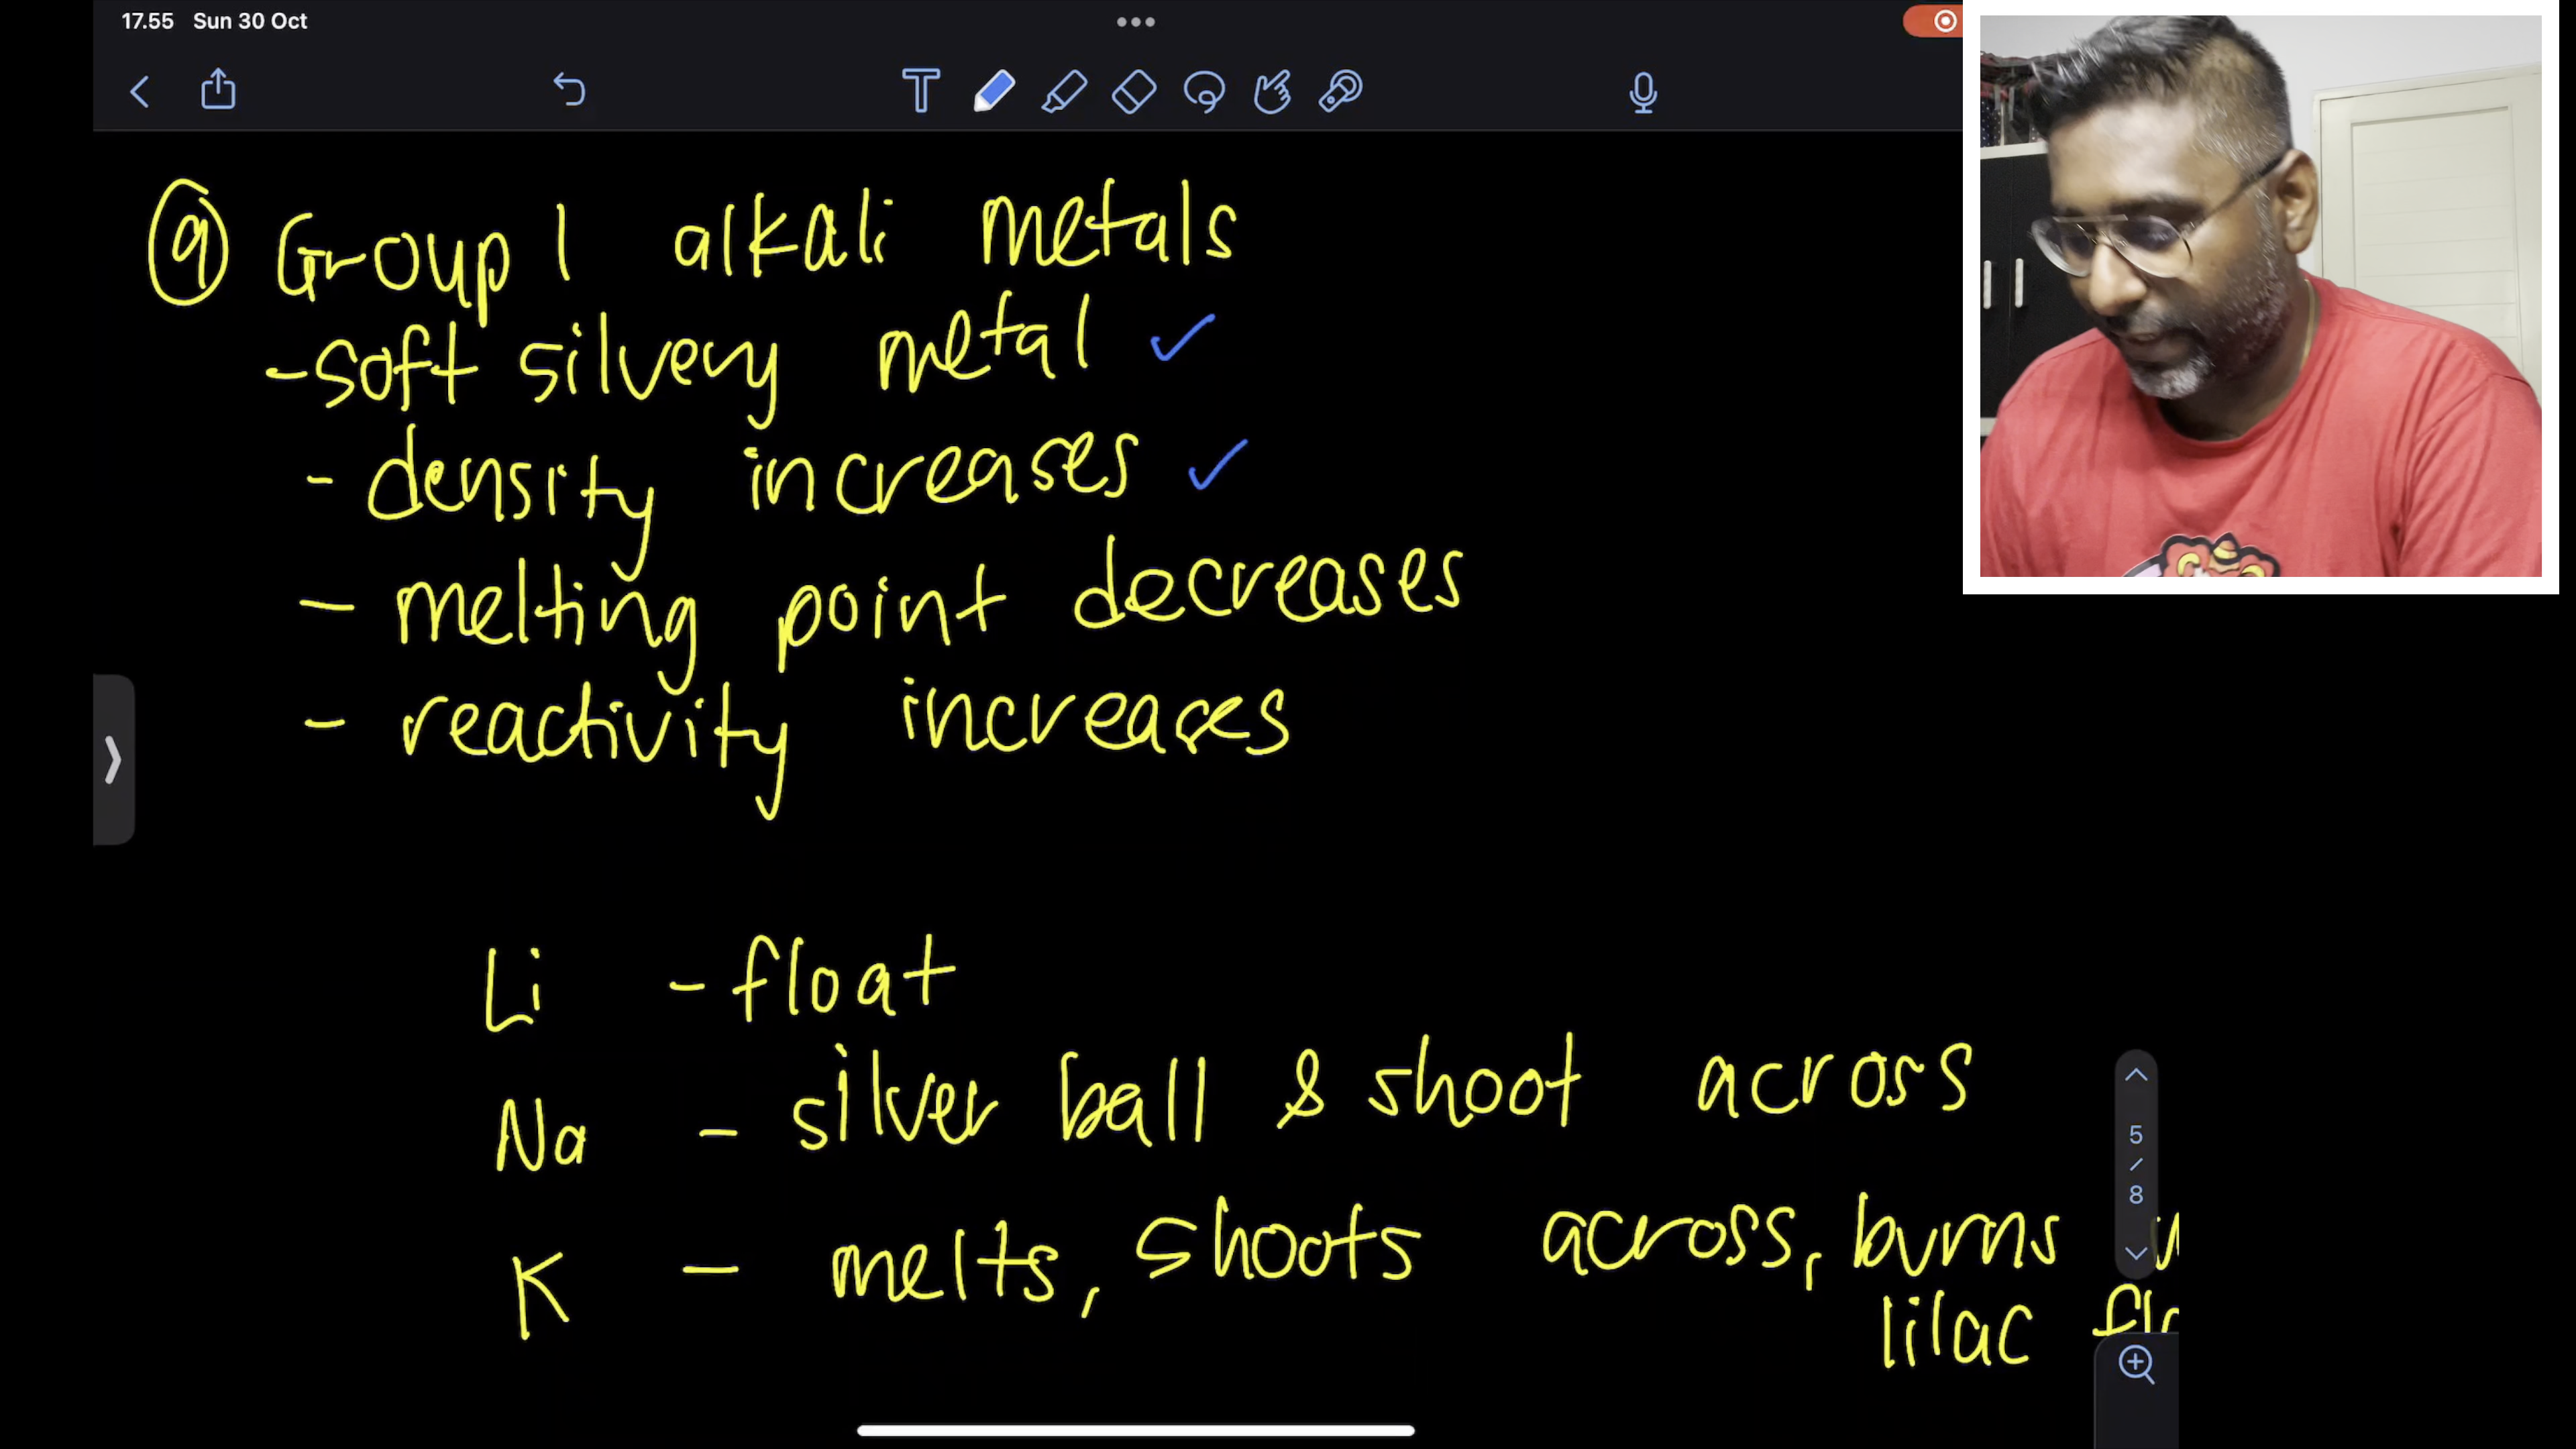 17.55 Sun 30 Oct
9 Group 1 alkali metals
- soft silvery metal ✓
- density increases ✓
- melting point decreases
- reactivity increases
Li - float
Na - silver ball & shoot across
K - melts, shoots across, burns
lilac
5
/
8